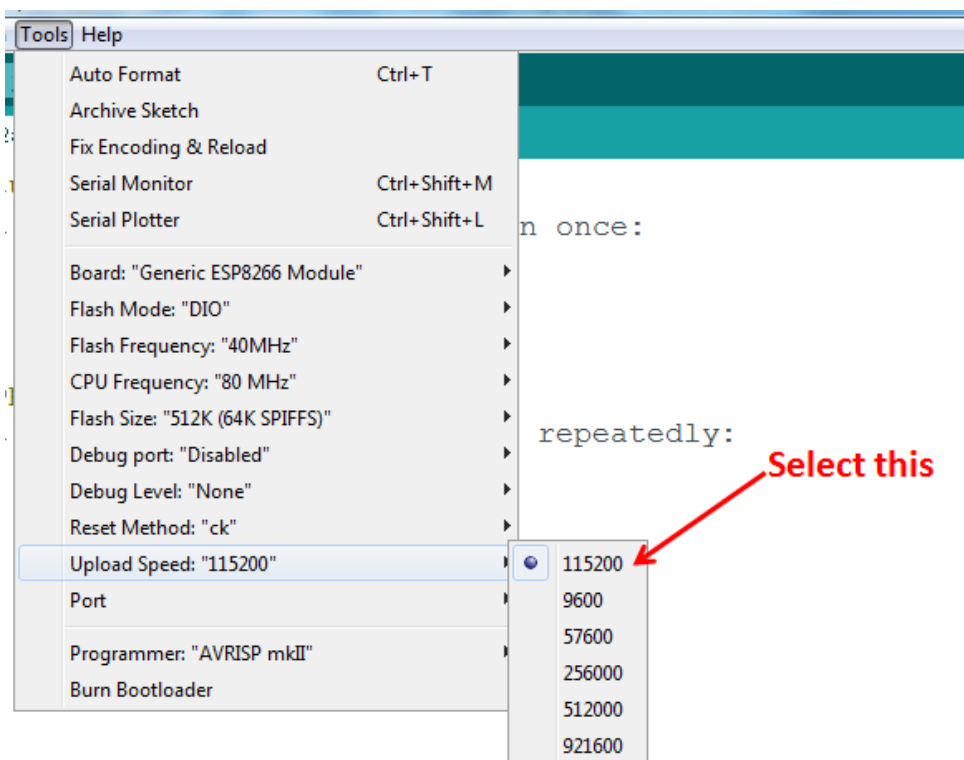 Tools Help
Auto Format Ctrl+T
Archive Sketch
Fix Encoding & Reload
Serial Monitor Ctrl+Shift+M
Serial Plotter Ctrl+Shift+L
n once:
Board: "Generic ESP8266 Module"
Flash Mode: "DIO"
Flash Frequency: "40MHz"
CPU Frequency: "80 MHz"
Flash Size: "512K (64K SPIFFS)"
repeatedly:
Debug port: "Disabled"
Select this
Debug Level: "None"
Reset Method: "ck"
Upload Speed: "115200"
115200
Port
9600
57600
Programmer: "AVRISP mkII"
256000
Burn Bootloader
512000
921600